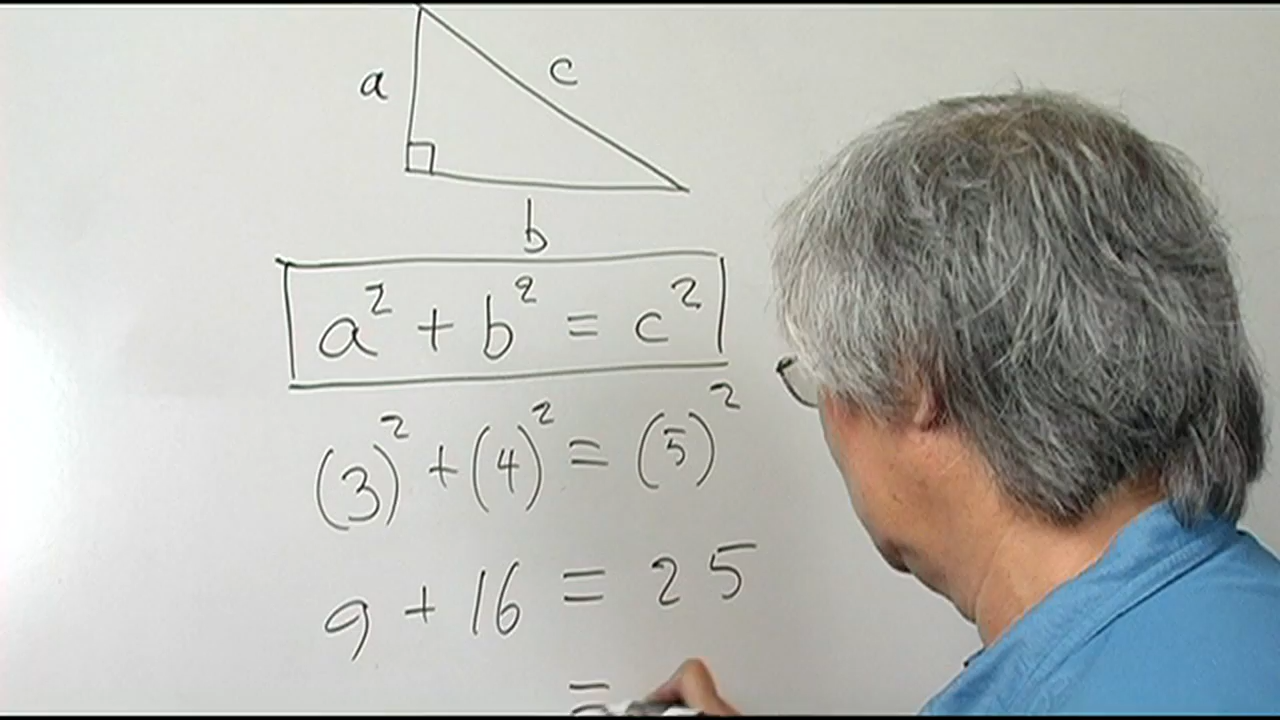 a
c
b
a² + b² = c²
(3)² + (4)² = (5)²
9 + 16 = 25
=